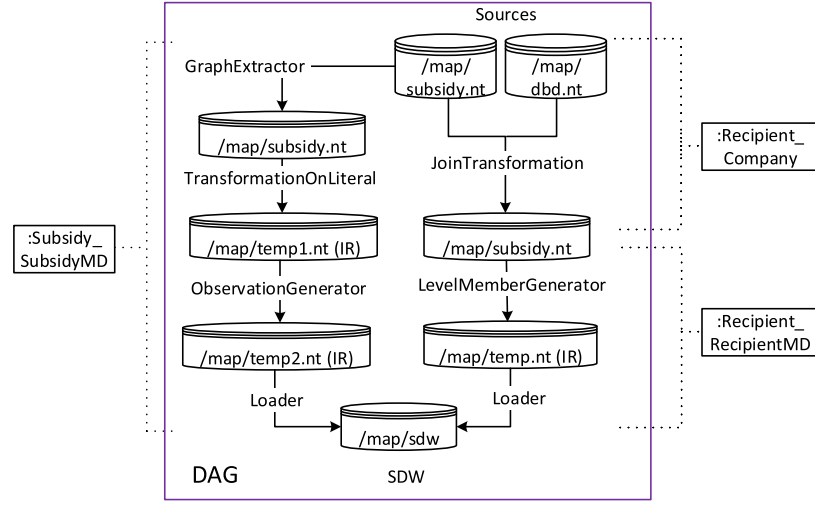 Sources
GraphExtractor
/map/
subsidy.nt
/map/
dbd.nt
/map/subsidy.nt
JoinTransformation
:Recipient_
Company
TransformationOnLiteral
:Subsidy_
SubsidyMD
/map/temp1.nt (IR)
/map/subsidy.nt
ObservationGenerator
LevelMemberGenerator
:Recipient_
RecipientMD
/map/temp2.nt (IR)
/map/temp.nt (IR)
Loader
Loader
/map/sdw
DAG
SDW